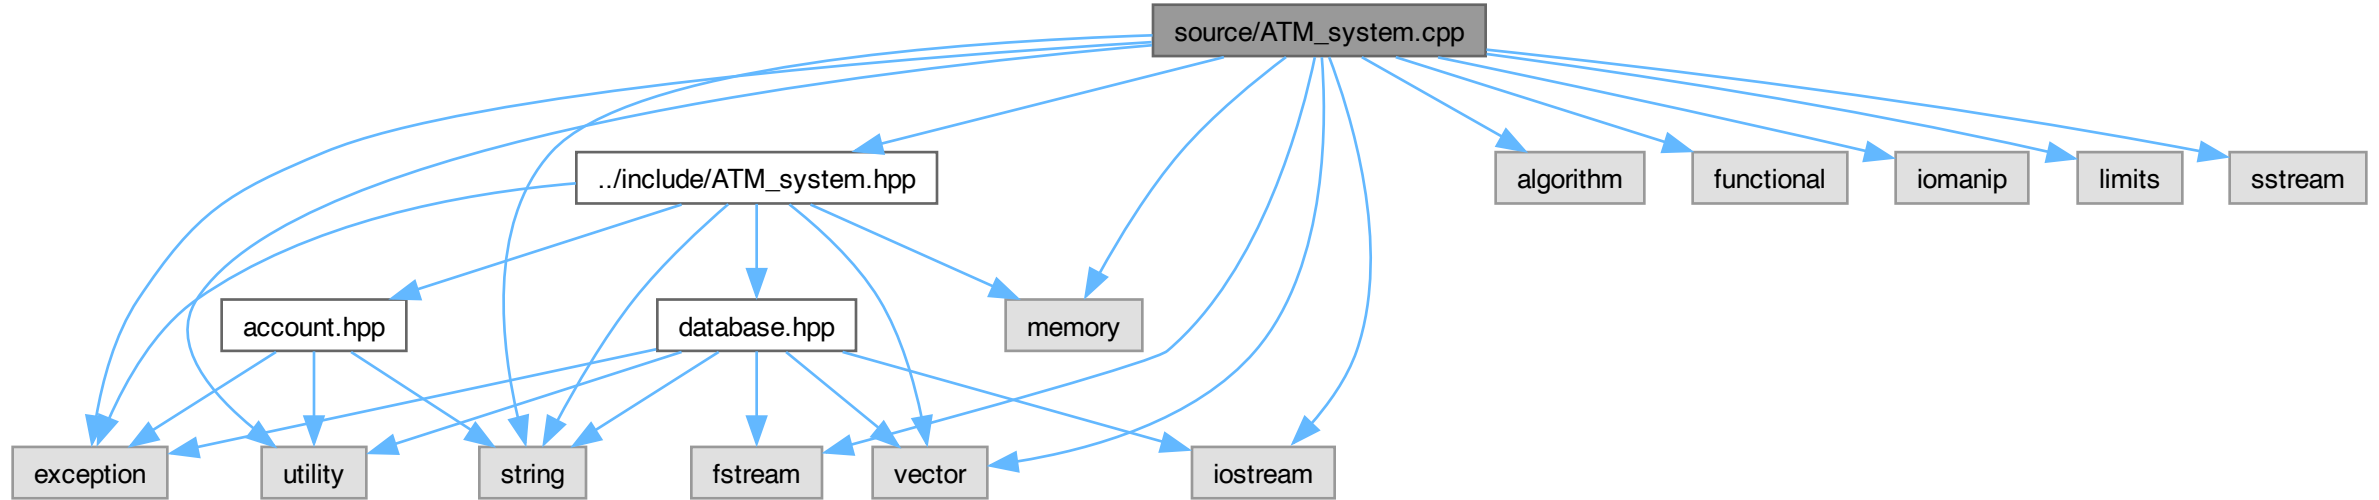 source/ATM_system.cpp
../include/ATM_system.hpp
algorithm
functional
iomanip
limits
sstream
account.hpp
database.hpp
memory
exception
utility
string
fstream
vector
iostream